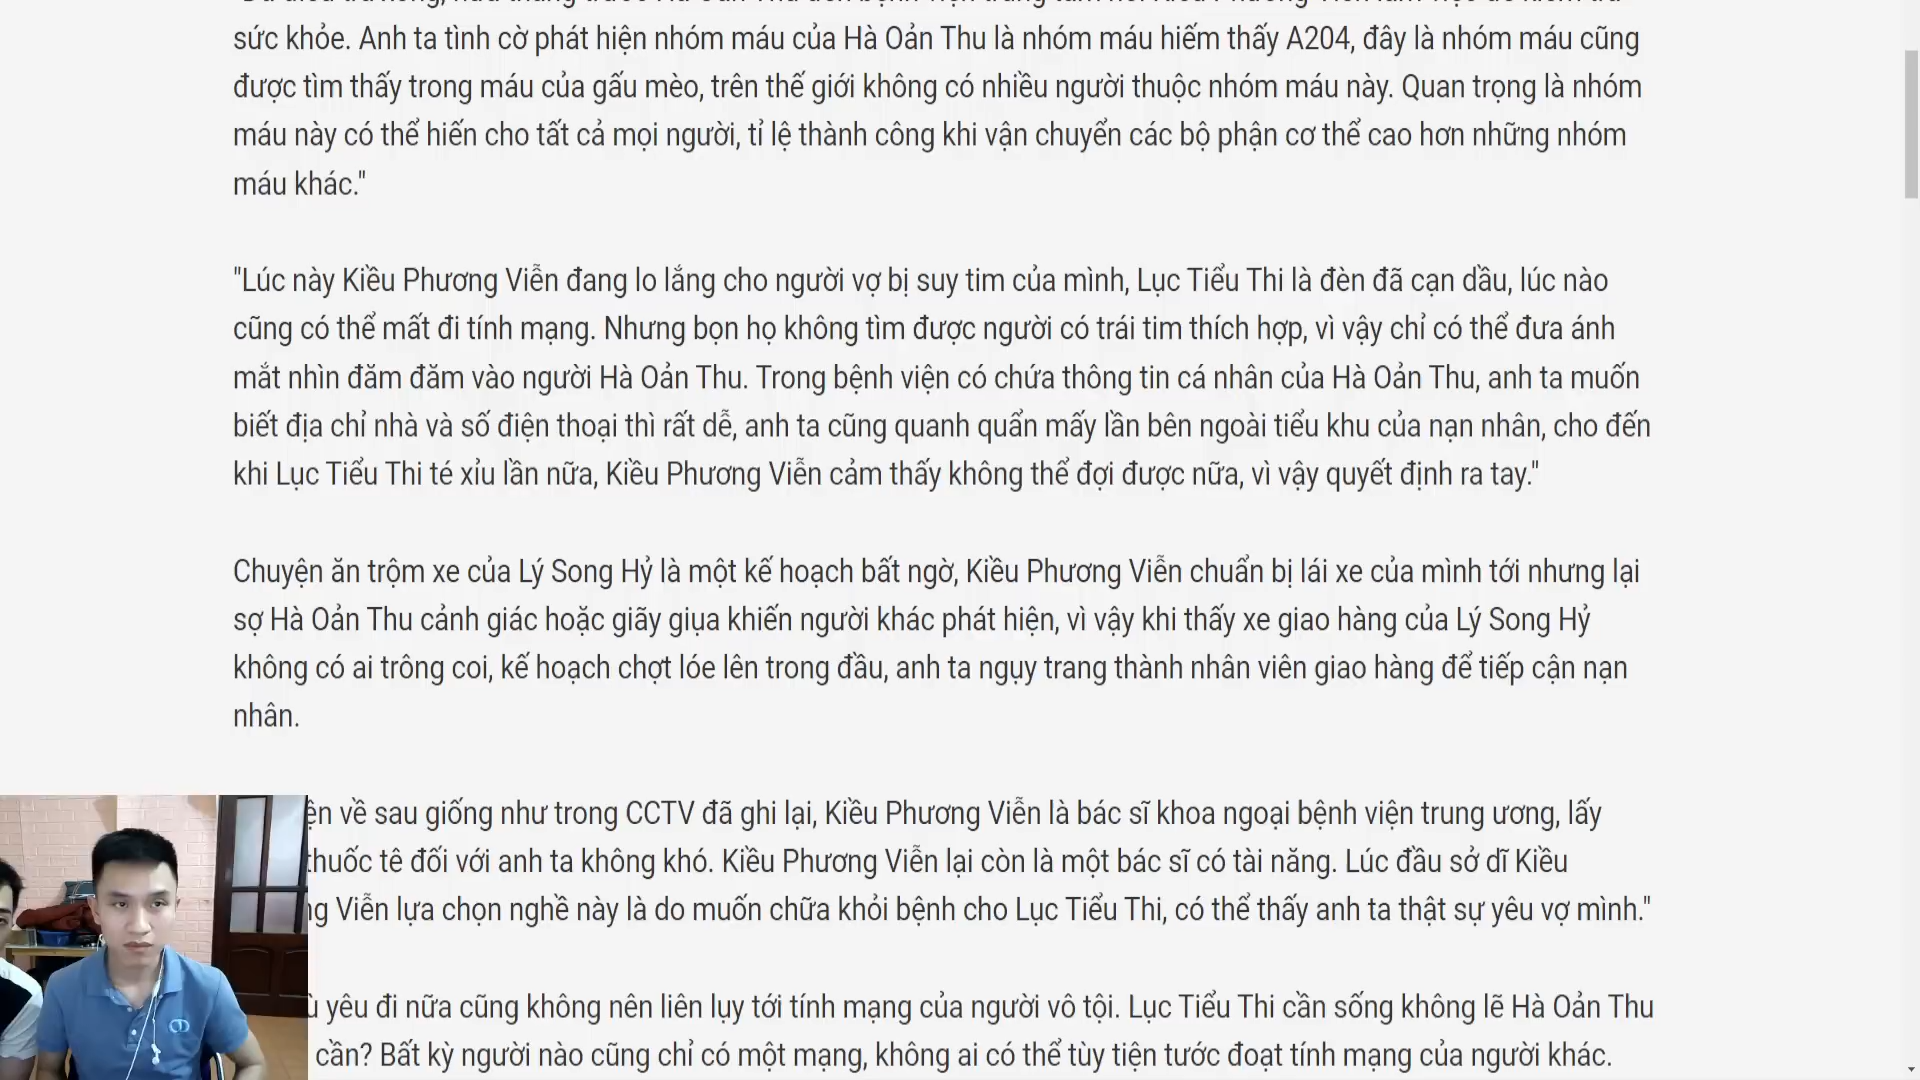 sức khỏe. Anh ta tình cờ phát hiện nhóm máu của Hà Oản Thu là nhóm máu hiếm thấy A204, đây là nhóm máu cũng
được tìm thấy trong máu của gấu mèo, trên thế giới không có nhiều người thuộc nhóm máu này. Quan trọng là nhóm
máu này có thể hiến cho tất cả mọi người, tỉ lệ thành công khi vận chuyển các bộ phận cơ thể cao hơn những nhóm
máu khác."
"Lúc này Kiều Phương Viễn đang lo lắng cho người vợ bị suy tim của mình, Lục Tiểu Thi là đèn đã cạn dầu, lúc nào
cũng có thể mất đi tính mạng. Nhưng bọn họ không tìm được người có trái tim thích hợp, vì vậy chỉ có thể đưa ánh
mắt nhìn đăm đăm vào người Hà Oản Thu. Trong bệnh viện có chứa thông tin cá nhân của Hà Oản Thu, anh ta muốn
biết địa chỉ nhà và số điện thoại thì rất dễ, anh ta cũng quanh quẩn mấy lần bên ngoài tiểu khu của nạn nhân, cho đến
khi Lục Tiểu Thi té xỉu lần nữa, Kiều Phương Viễn cảm thấy không thể đợi được nữa, vì vậy quyết định ra tay."
Chuyện ăn trộm xe của Lý Song Hỷ là một kế hoạch bất ngờ, Kiều Phương Viễn chuẩn bị lái xe của mình tới nhưng lại
sợ Hà Oản Thu cảnh giác hoặc giãy giụa khiến người khác phát hiện, vì vậy khi thấy xe giao hàng của Lý Song Hỷ
không có ai trông coi, kế hoạch chợt lóe lên trong đầu, anh ta ngụy trang thành nhân viên giao hàng để tiếp cận nạn
nhân.
về sau giống như trong CCTV đã ghi lại, Kiều Phương Viễn là bác sĩ khoa ngoại bệnh viện trung ương, lấy
thuốc tê đối với anh ta không khó. Kiều Phương Viễn lại còn là một bác sĩ có tài năng. Lúc đầu sở dĩ Kiều
Viễn lựa chọn nghề này là do muốn chữa khỏi bệnh cho Lục Tiểu Thi, có thể thấy anh ta thật sự yêu vợ mình."
yêu đi nữa cũng không nên liên lụy tới tính mạng của người vô tội. Lục Tiểu Thi cần sống không lẽ Hà Oản Thu
cần? Bất kỳ người nào cũng chỉ có một mạng, không ai có thể tùy tiện tước đoạt tính mạng của người khác.